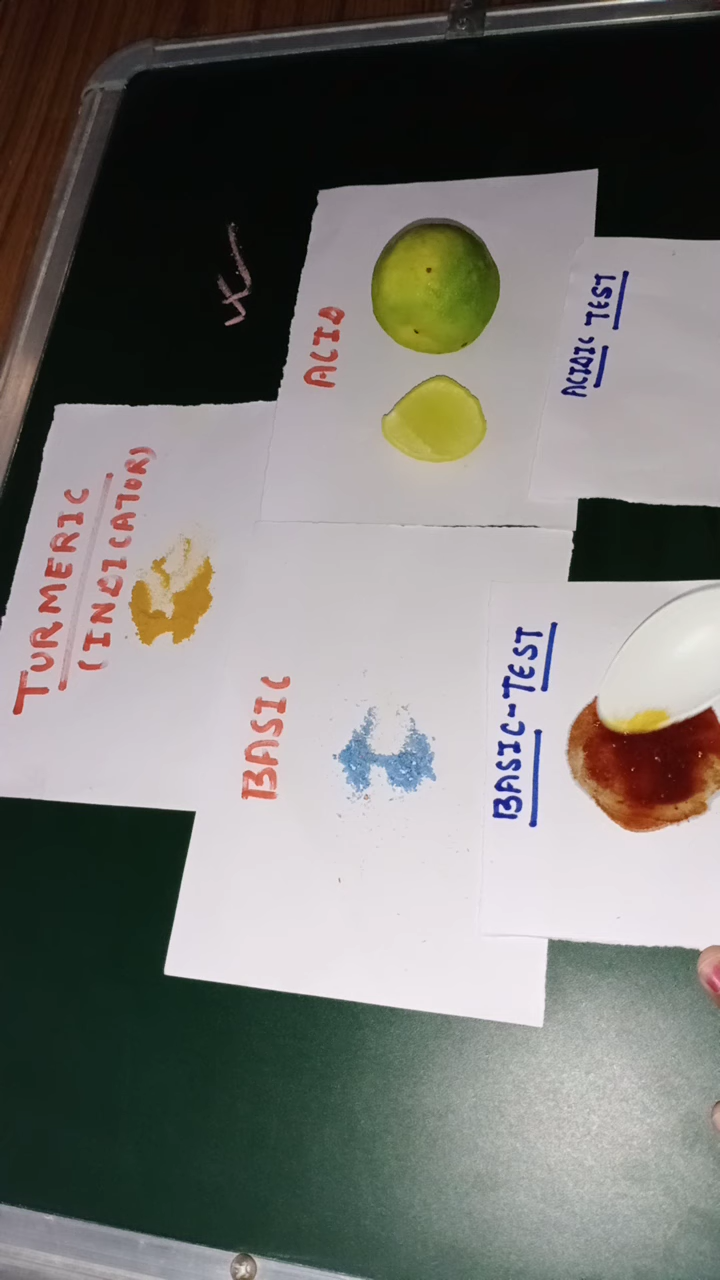 TURMERIC
(INDICATOR)
ACID
BASIC
ACIDIC TEST
BASIC-TEST